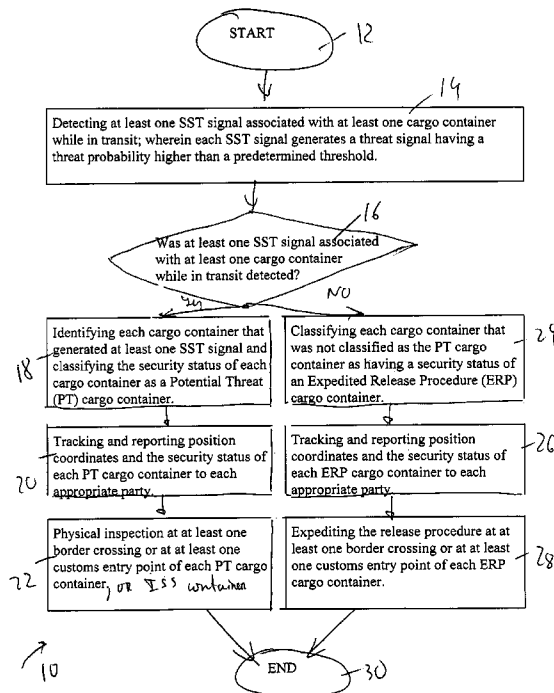 START
12
14
Detecting at least one SST signal associated with at least one cargo container
while in transit; wherein each SST signal generates a threat signal having a
threat probability higher than a predetermined threshold.
16
Was at least one SST signal associated
with at least one cargo container
while in transit detected?
Yes
NO
Identifying each cargo container that
generated at least one SST signal and
classifying the security status of each
cargo container as a Potential Threat
(PT) cargo container.
18
Classifying each cargo container that
was not classified as the PT cargo
container as having a security status of
an Expedited Release Procedure (ERP)
cargo container.
24
Tracking and reporting position
coordinates and the security status of
each PT cargo container to each
appropriate party.
20
Tracking and reporting position
coordinates and the security status of
each ERP cargo container to each
appropriate party.
26
Physical inspection at at least one
border crossing or at at least one
customs entry point of each PT cargo
container, OR ISS container
22
Expediting the release procedure at at
least one border crossing or at at least
one customs entry point of each ERP
cargo container.
28
10
END
30